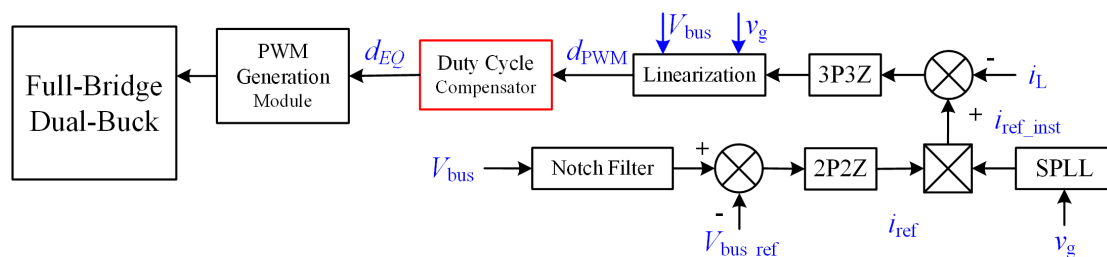 Full-Bridge
Dual-Buck
PWM
Generation
Module
d_EQ
Duty Cycle
Compensator
d_PWM
V_bus
v_g
Linearization
3P3Z
-
i_L
+
i_ref_inst
V_bus
Notch Filter
+
-
V_bus_ref
2P2Z
i_ref
SPLL
v_g